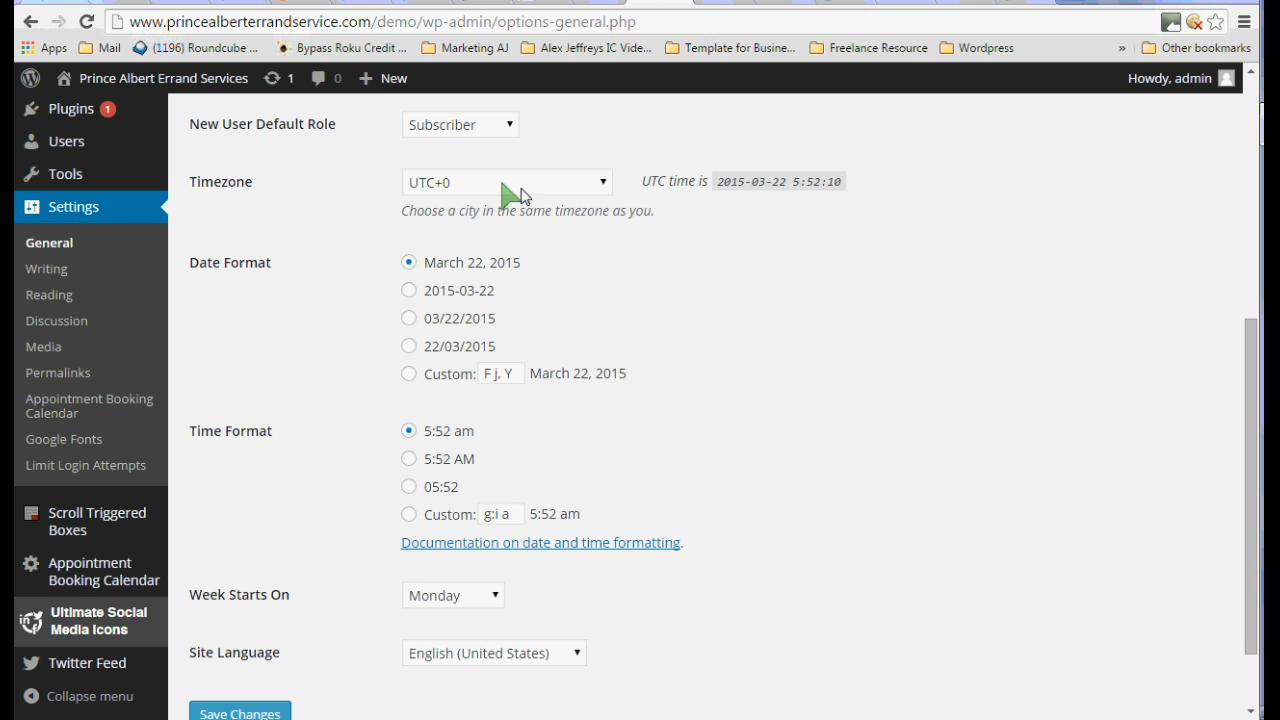 www.princealberterrandservice.com/demo/wp-admin/options-general.php
Apps Mail (1196) Roundcube ... Bypass Roku Credit ... Marketing AJ Alex Jeffreys IC Vide... Template for Busine... Freelance Resource Wordpress » Other bookmarks
Prince Albert Errand Services 1 0 + New Howdy, admin
Plugins 1
Users
Tools
Settings
General
Writing
Reading
Discussion
Media
Permalinks
Appointment Booking
Calendar
Google Fonts
Limit Login Attempts
Scroll Triggered
Boxes
Appointment
Booking Calendar
Ultimate Social
Media Icons
Twitter Feed
Collapse menu
New User Default Role Subscriber
Timezone UTC+0 UTC time is 2015-03-22 5:52:10
Choose a city in the same timezone as you.
Date Format March 22, 2015
2015-03-22
03/22/2015
22/03/2015
Custom: F j, Y March 22, 2015
Time Format 5:52 am
5:52 AM
05:52
Custom: g:i a 5:52 am
Documentation on date and time formatting.
Week Starts On Monday
Site Language English (United States)
Save Changes